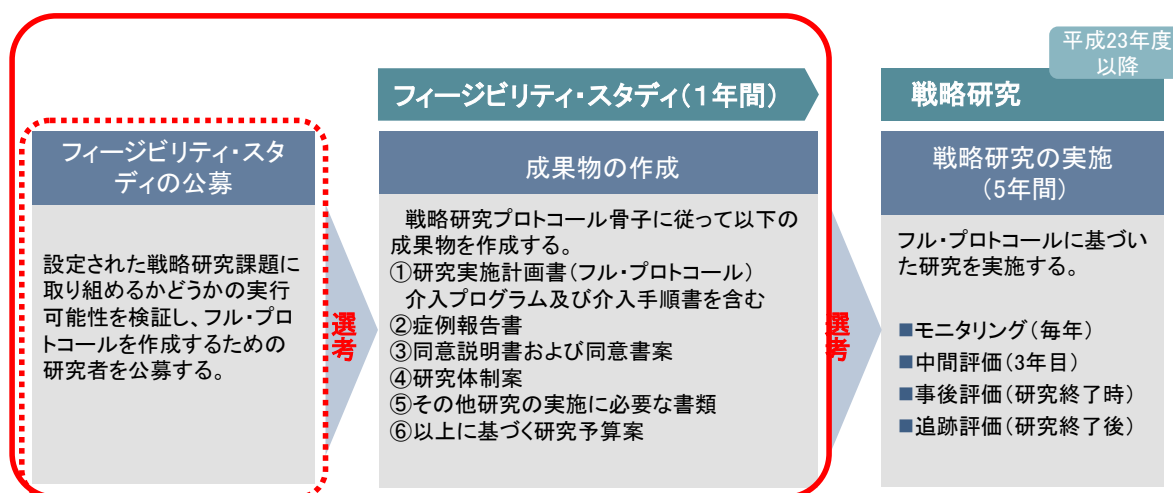 平成23年度
以降
フィージビリティ・スタディ(1年間)
戦略研究
フィージビリティ・スタ
ディの公募
設定された戦略研究課題に
取り組めるかどうかの実行
可能性を検証し、フル・プロ
トコールを作成するための
研究者を公募する。
選
考
成果物の作成
戦略研究プロトコール骨子に従って以下の
成果物を作成する。
①研究実施計画書(フル・プロトコール)
介入プログラム及び介入手順書を含む
②症例報告書
③同意説明書および同意書案
④研究体制案
⑤その他研究の実施に必要な書類
⑥以上に基づく研究予算案
選
考
戦略研究の実施
(5年間)
フル・プロトコールに基づい
た研究を実施する。
■モニタリング(毎年)
■中間評価(3年目)
■事後評価(研究終了時)
■追跡評価(研究終了後)